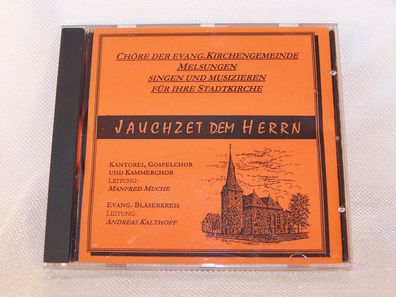 CHÖRE DER EVANG.KIRCHENGEMEINDE
MELSUNGEN
SINGEN UND MUSIZIEREN
FÜR IHRE STADTKIRCHE
JAUCHZET DEM HERRN
KANTOREI, GOSPELCHOR
UND KAMMERCHOR
LEITUNG:
MANFRED MUCHE
EVANG. BLÄSERKREIS
LEITUNG:
ANDREAS KALTHOFF